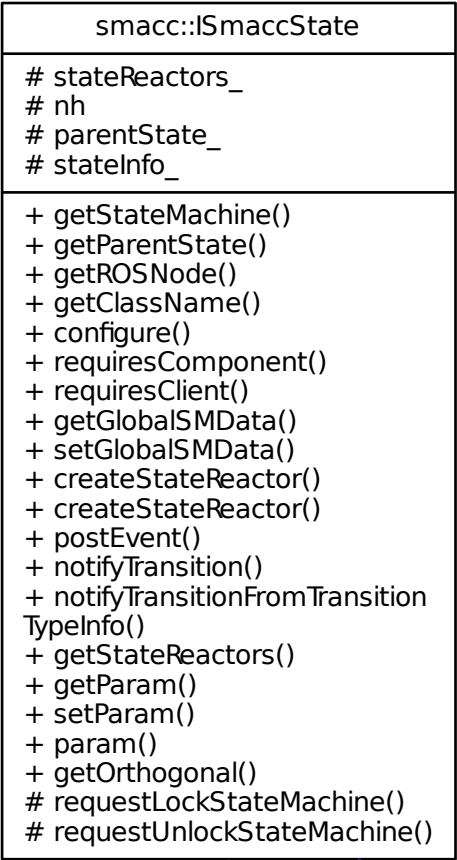 smacc::ISmaccState
# stateReactors_
# nh
# parentState_
# stateInfo_
+ getStateMachine()
+ getParentState()
+ getROSNode()
+ getClassName()
+ configure()
+ requiresComponent()
+ requiresClient()
+ getGlobalSMData()
+ setGlobalSMData()
+ createStateReactor()
+ createStateReactor()
+ postEvent()
+ notifyTransition()
+ notifyTransitionFromTransition
TypeInfo()
+ getStateReactors()
+ getParam()
+ setParam()
+ param()
+ getOrthogonal()
# requestLockStateMachine()
# requestUnlockStateMachine()